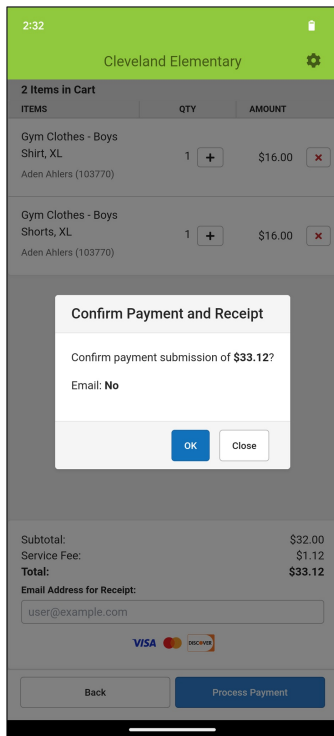 2:32
Cleveland Elementary
2 Items in Cart
ITEMS QTY AMOUNT
Gym Clothes - Boys
Shirt, XL
1 + $16.00 ×
Aden Ahlers (103770)
Gym Clothes - Boys
Shorts, XL
1 + $16.00 ×
Aden Ahlers (103770)
Confirm Payment and Receipt
Confirm payment submission of $33.12?
Email: No
OK Close
Subtotal: $32.00
Service Fee: $1.12
Total: $33.12
Email Address for Receipt:
user@example.com
VISA DISCOVER
Back Process Payment